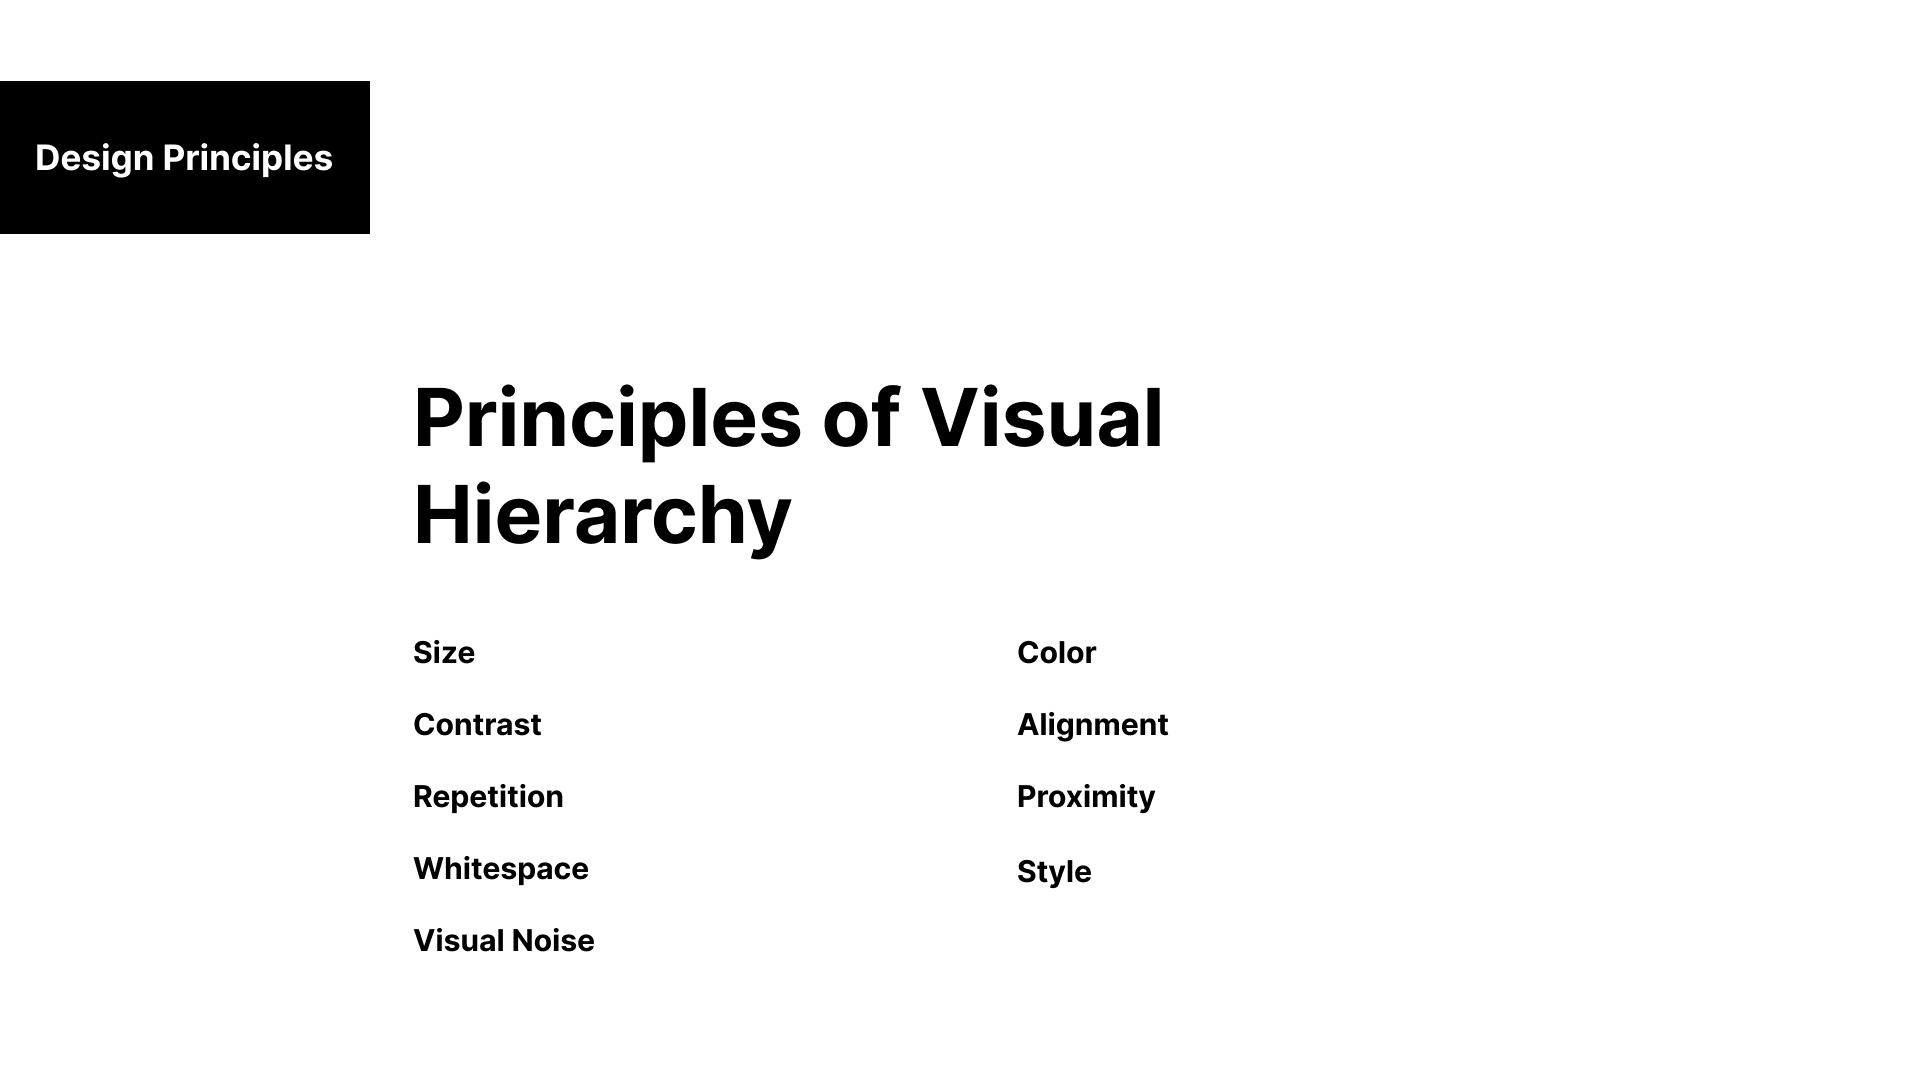 Design Principles
Principles of Visual
Hierarchy
Size
Contrast
Repetition
Whitespace
Visual Noise
Color
Alignment
Proximity
Style